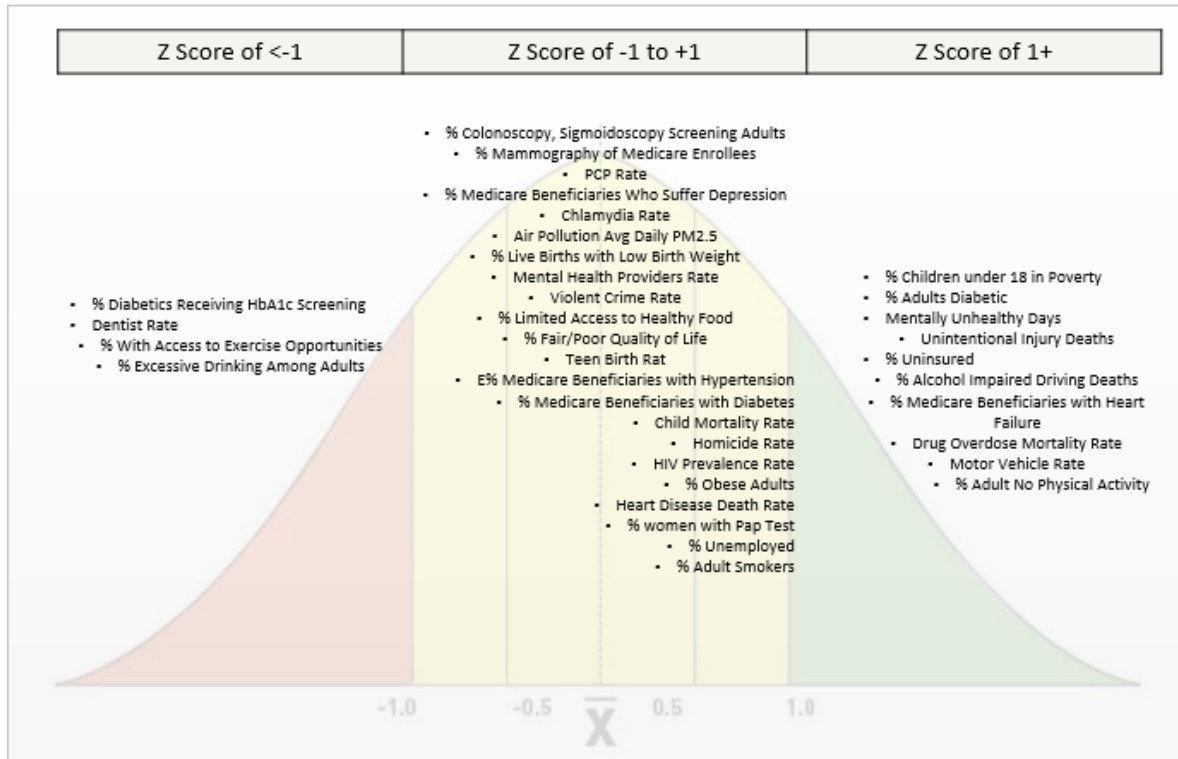 Z Score of <-1
Z Score of -1 to +1
Z Score of 1+
▪ % Diabetics Receiving HbA1c Screening
▪ Dentist Rate
▪ % With Access to Exercise Opportunities
▪ % Excessive Drinking Among Adults
▪ % Colonoscopy, Sigmoidoscopy Screening Adults
▪ % Mammography of Medicare Enrollees
▪ PCP Rate
▪ % Medicare Beneficiaries Who Suffer Depression
▪ Chlamydia Rate
▪ Air Pollution Avg Daily PM2.5
▪ % Live Births with Low Birth Weight
▪ Mental Health Providers Rate
▪ Violent Crime Rate
▪ % Limited Access to Healthy Food
▪ % Fair/Poor Quality of Life
▪ Teen Birth Rat
▪ E% Medicare Beneficiaries with Hypertension
▪ % Medicare Beneficiaries with Diabetes
▪ Child Mortality Rate
▪ Homicide Rate
▪ HIV Prevalence Rate
▪ % Obese Adults
▪ Heart Disease Death Rate
▪ % women with Pap Test
▪ % Unemployed
▪ % Adult Smokers
▪ % Children under 18 in Poverty
▪ % Adults Diabetic
▪ Mentally Unhealthy Days
▪ Unintentional Injury Deaths
▪ % Uninsured
▪ % Alcohol Impaired Driving Deaths
▪ % Medicare Beneficiaries with Heart
Failure
▪ Drug Overdose Mortality Rate
▪ Motor Vehicle Rate
▪ % Adult No Physical Activity
-1.0
-0.5
X̅
0.5
1.0